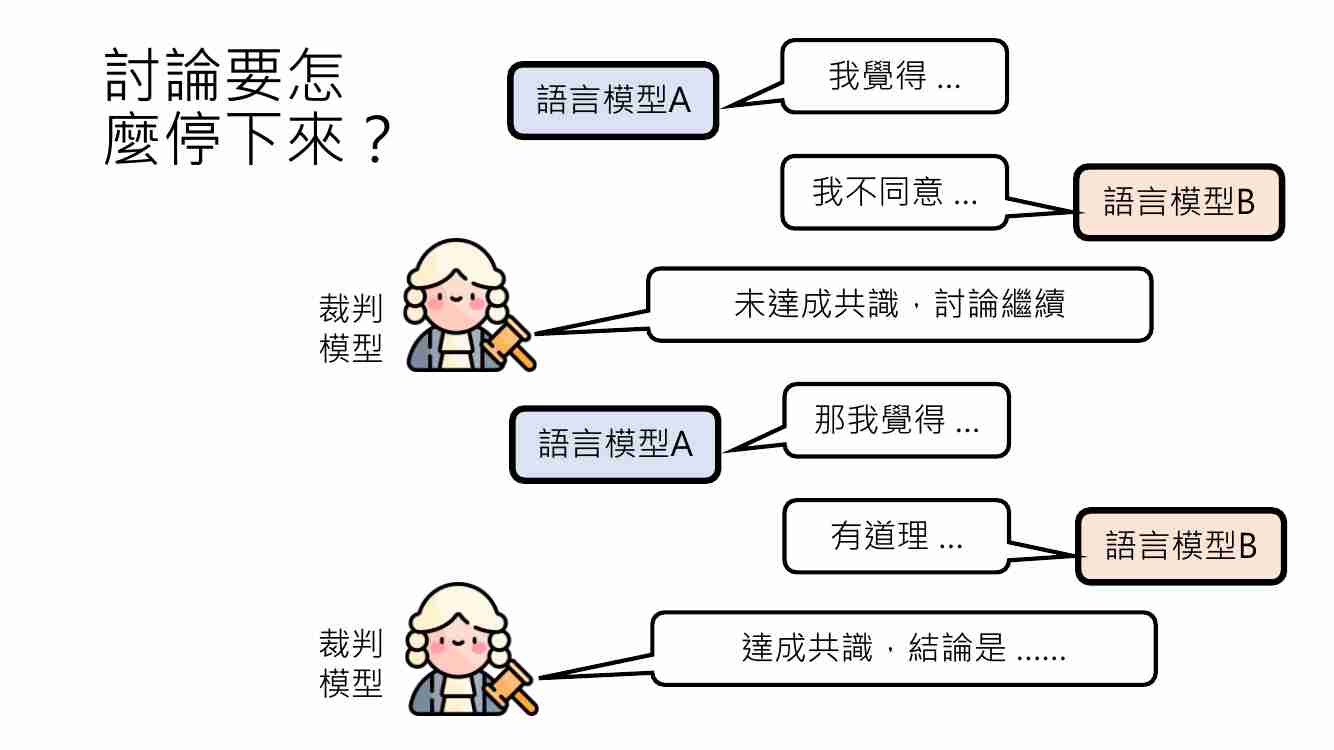 討論要怎
麼停下來？
語言模型A
我覺得 ...
我不同意 ...
語言模型B
裁判
模型
未達成共識，討論繼續
語言模型A
那我覺得 ...
有道理 ...
語言模型B
裁判
模型
達成共識，結論是 ......